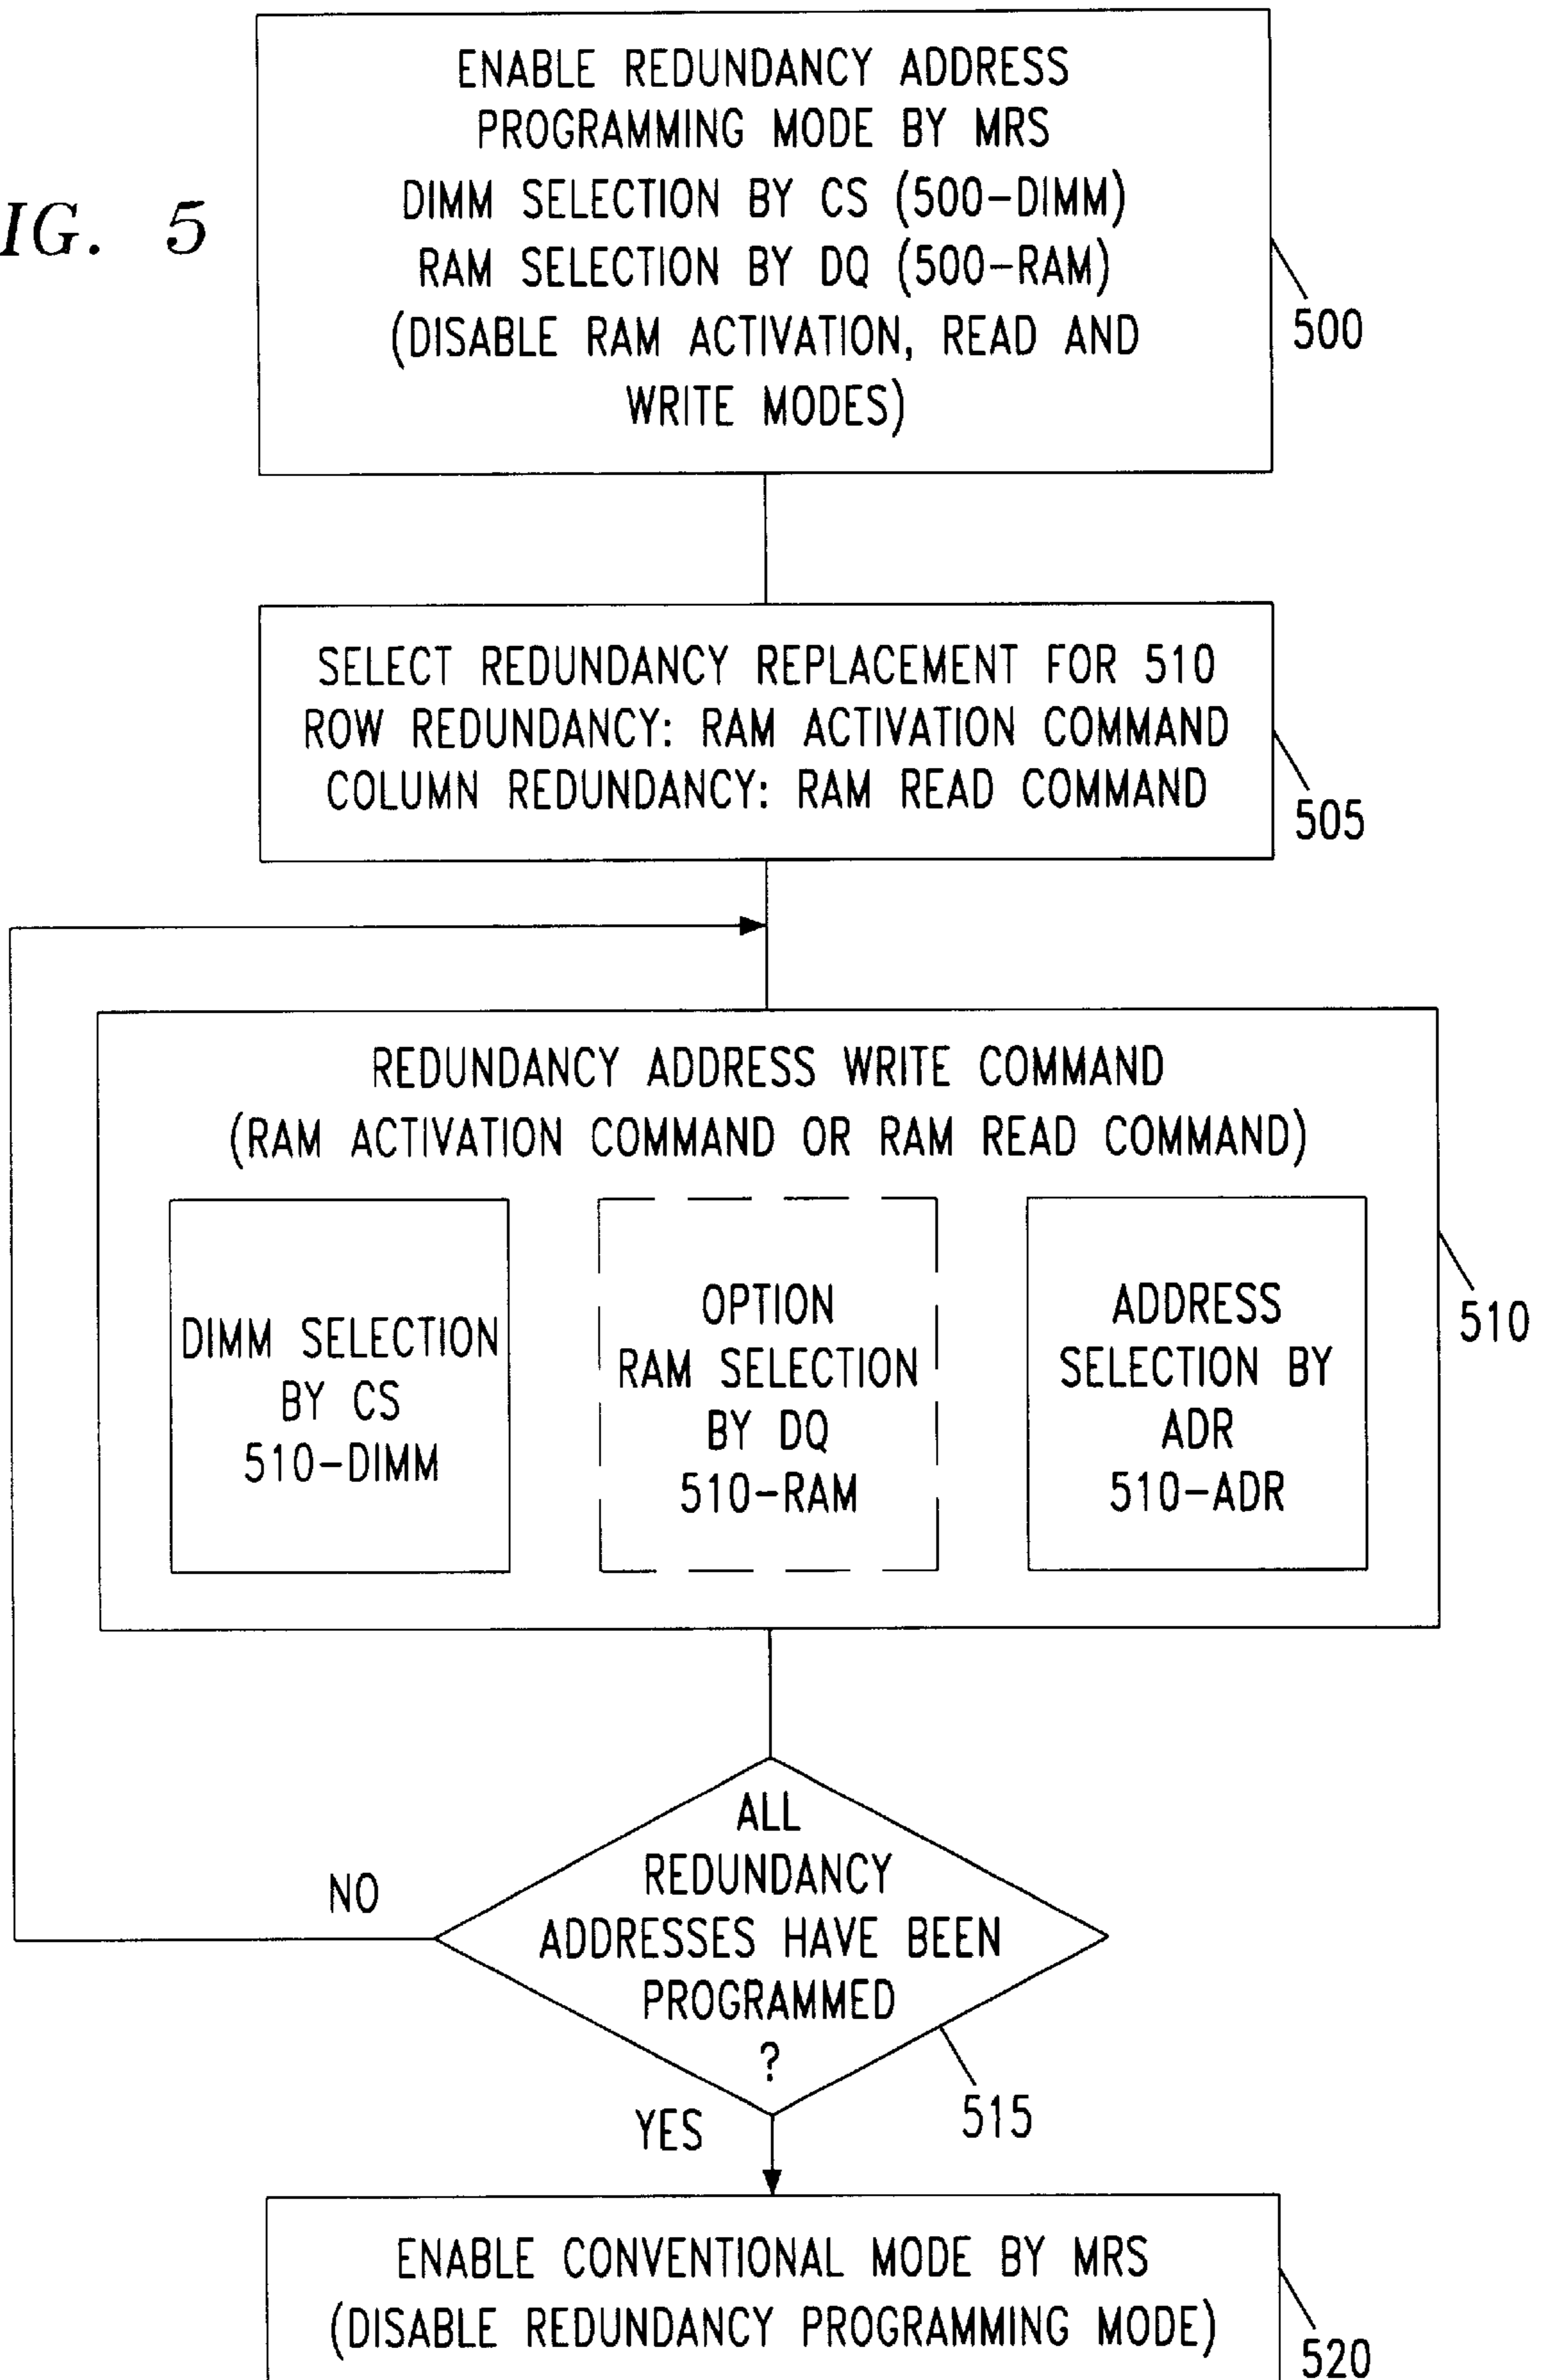 ENABLE REDUNDANCY ADDRESS
PROGRAMMING MODE BY MRS
DIMM SELECTION BY CS (500-DIMM)
RAM SELECTION BY DQ (500-RAM)
(DISABLE RAM ACTIVATION, READ AND
WRITE MODES)
IG. 5
500
SELECT REDUNDANCY REPLACEMENT FOR 510
ROW REDUNDANCY: RAM ACTIVATION COMMAND
COLUMN REDUNDANCY: RAM READ COMMAND
505
REDUNDANCY ADDRESS WRITE COMMAND
(RAM ACTIVATION COMMAND OR RAM READ COMMAND)
DIMM SELECTION
BY CS
510-DIMM
OPTION
RAM SELECTION
BY DQ
510-RAM
ADDRESS
SELECTION BY
ADR
510-ADR
510
ALL
REDUNDANCY
ADDRESSES HAVE BEEN
PROGRAMMED
?
NO
515
YES
ENABLE CONVENTIONAL MODE BY MRS
(DISABLE REDUNDANCY PROGRAMMING MODE)
520